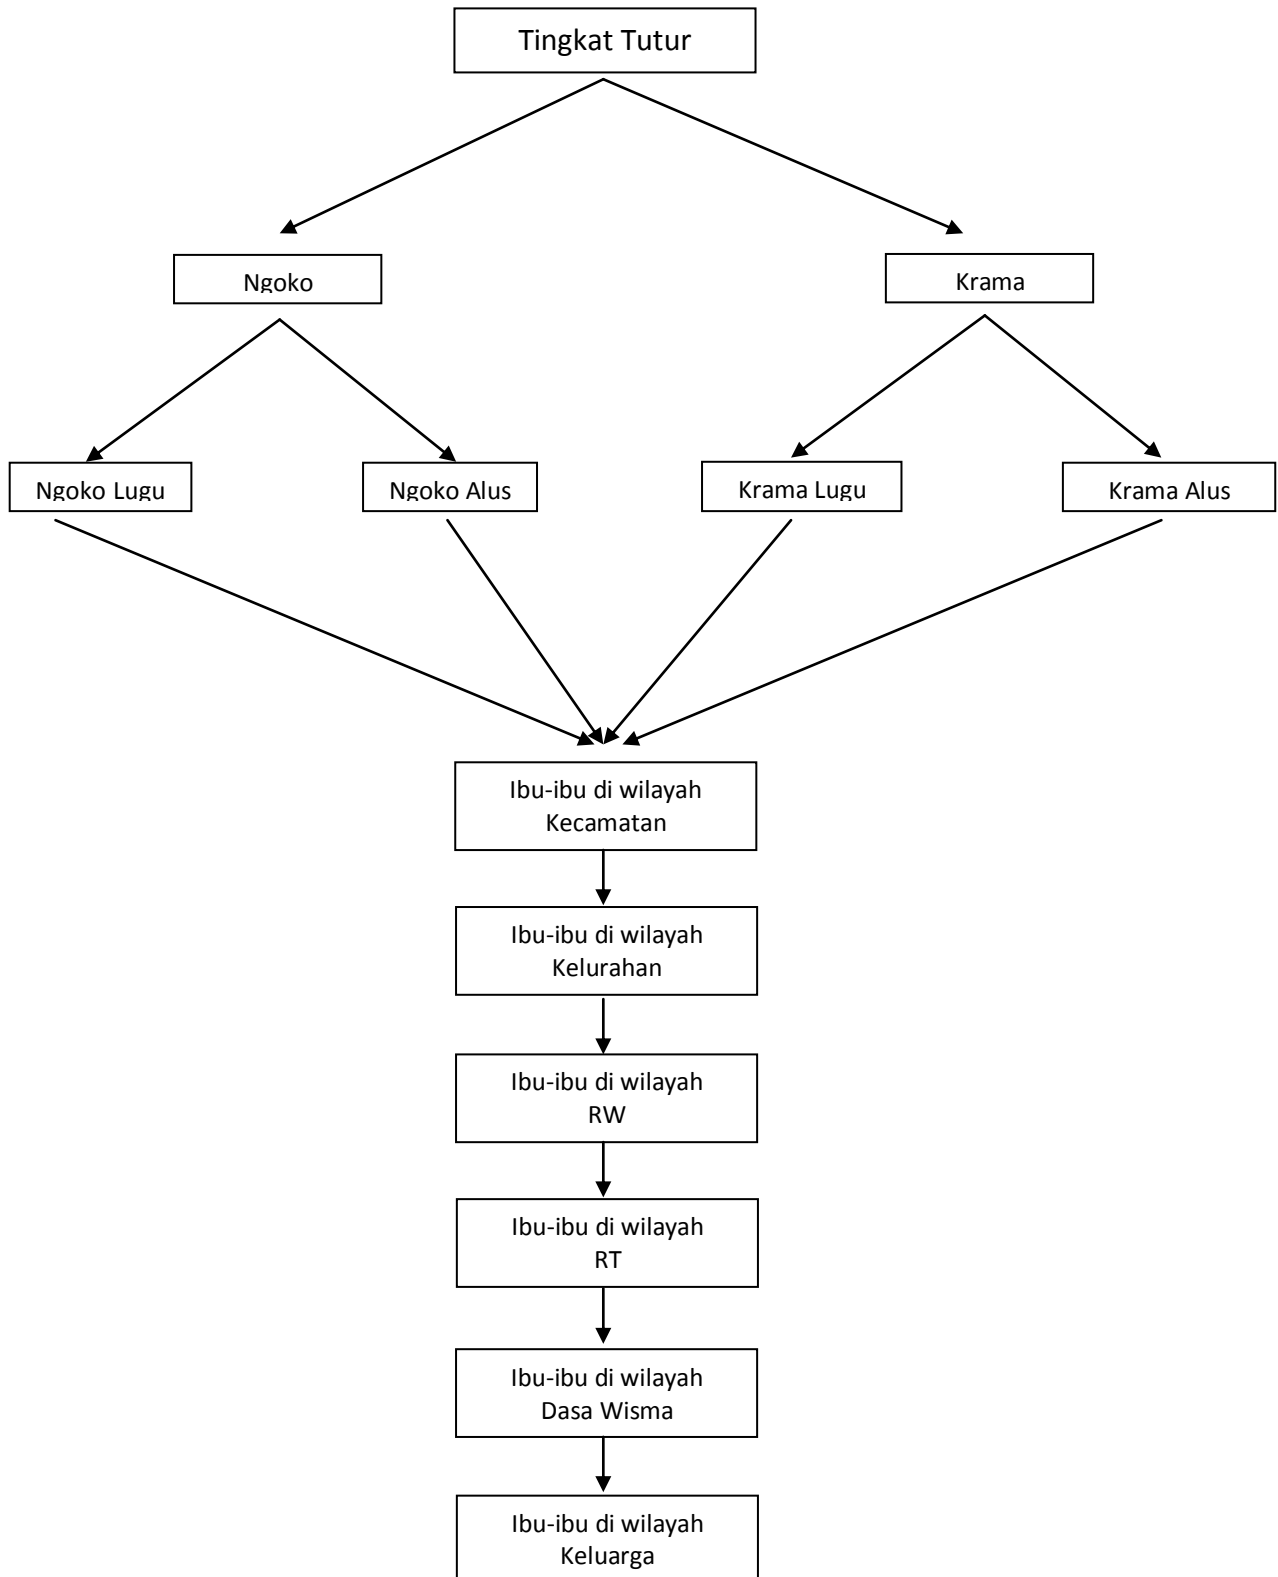 Tingkat Tutur
Ngoko
Krama
Ngoko Lugu
Ngoko Alus
Krama Lugu
Krama Alus
Ibu-ibu di wilayah
Kecamatan
Ibu-ibu di wilayah
Kelurahan
Ibu-ibu di wilayah
RW
Ibu-ibu di wilayah
RT
Ibu-ibu di wilayah
Dasa Wisma
Ibu-ibu di wilayah
Keluarga